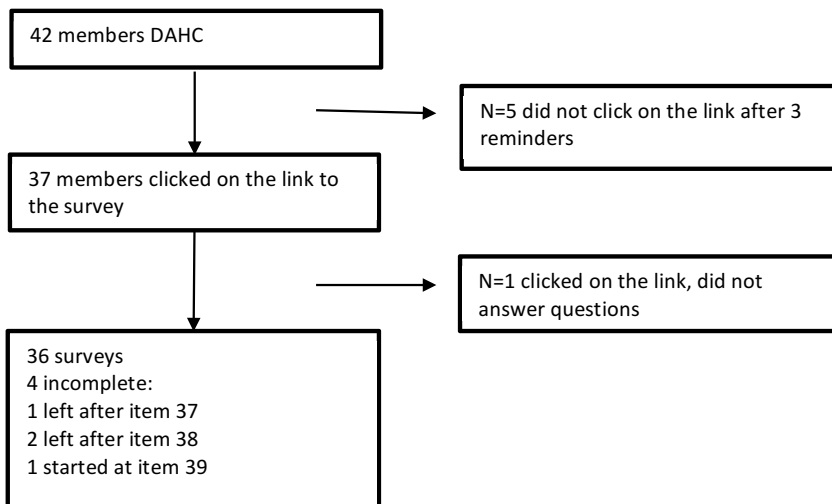 42 members DAHC
N=5 did not click on the link after 3
reminders
37 members clicked on the link to
the survey
N=1 clicked on the link, did not
answer questions
36 surveys
4 incomplete:
1 left after item 37
2 left after item 38
1 started at item 39